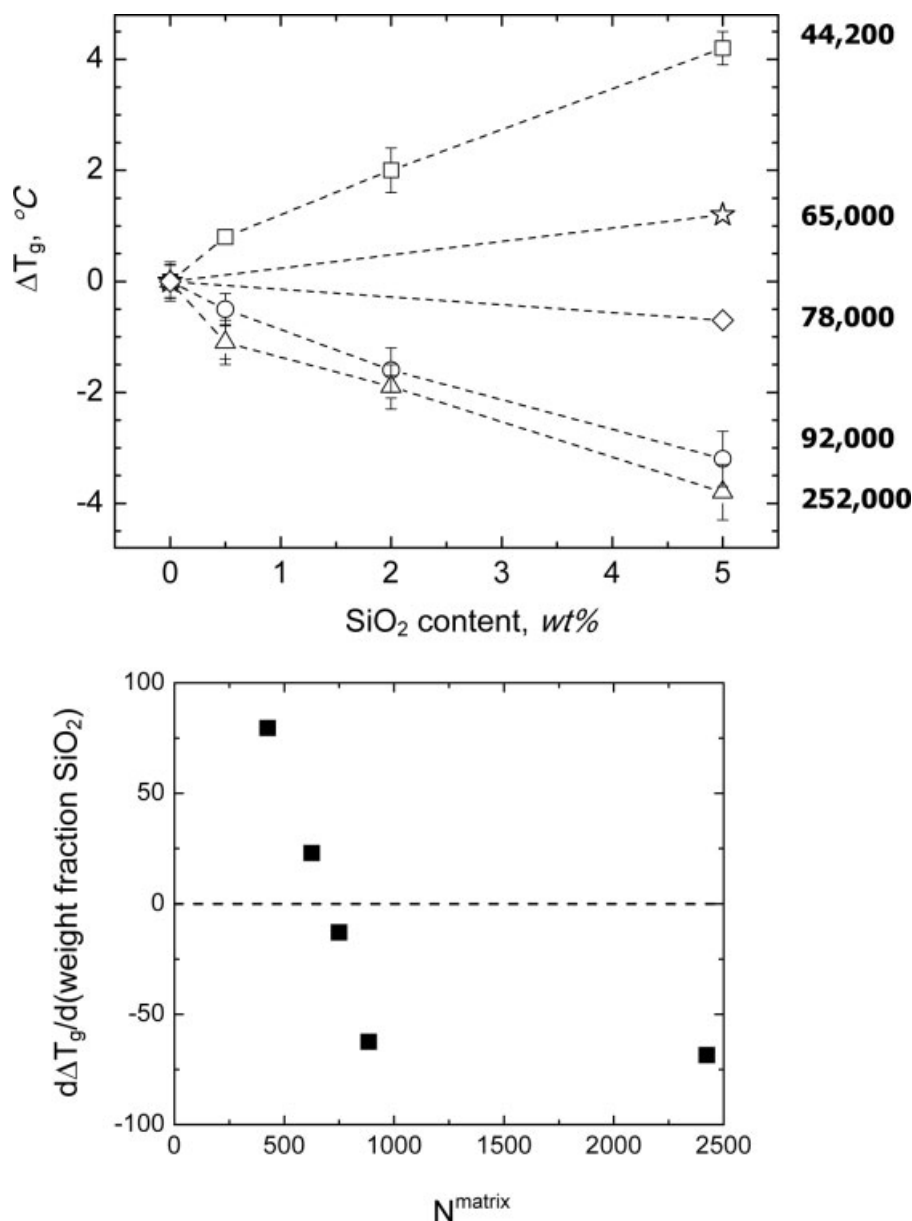 44,200
65,000
78,000
92,000
252,000
4
2
0
-2
-4
ΔTg, °C
0 1 2 3 4 5
SiO2 content, wt%
100
50
0
-50
-100
dΔTg/d(weight fraction SiO2)
0 500 1000 1500 2000 2500
N^matrix